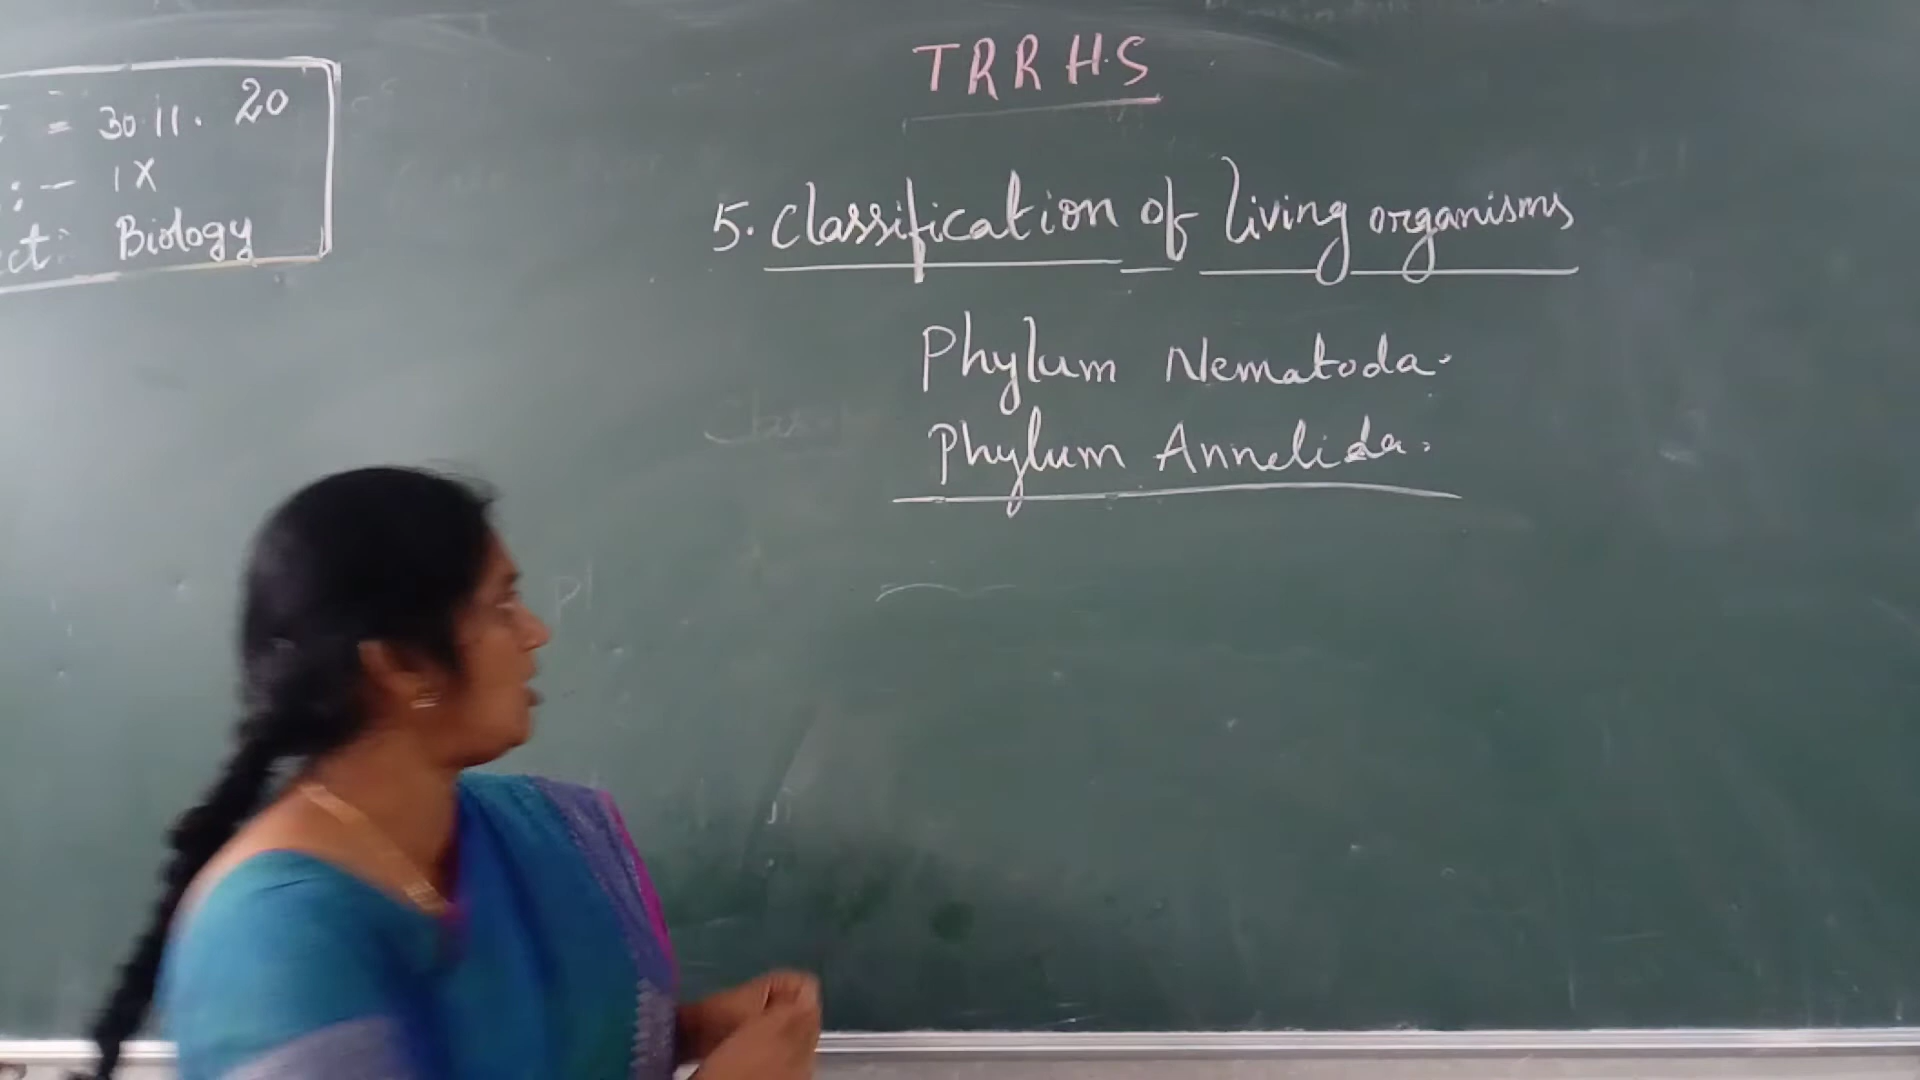 TRRHS
= 30.11.20
:- IX
ct: Biology
5. Classification of living organisms
Phylum Nematoda.
Phylum Annelida.